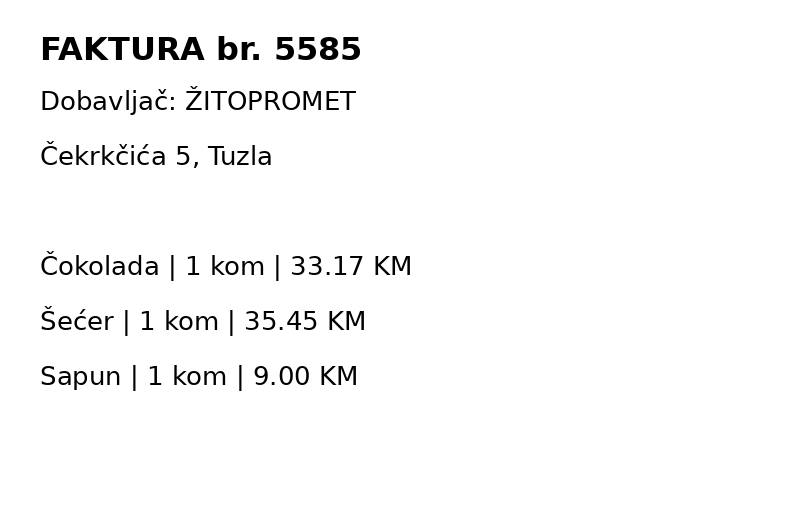 FAKTURA br. 5585
Dobavljač: ŽITOPROMET
Čekrkčića 5, Tuzla
Čokolada | 1 kom | 33.17 KM
Šećer | 1 kom | 35.45 KM
Sapun | 1 kom | 9.00 KM